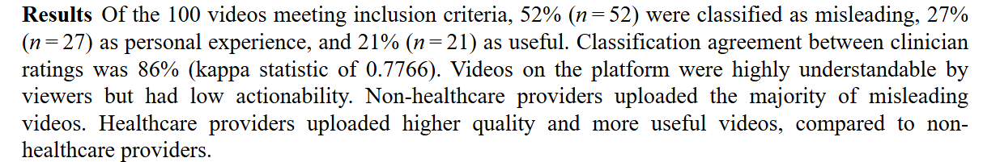 Results Of the 100 videos meeting inclusion criteria, 52% (n = 52) were classified as misleading, 27%
(n = 27) as personal experience, and 21% (n = 21) as useful. Classification agreement between clinician
ratings was 86% (kappa statistic of 0.7766). Videos on the platform were highly understandable by
viewers but had low actionability. Non-healthcare providers uploaded the majority of misleading
videos. Healthcare providers uploaded higher quality and more useful videos, compared to non-
healthcare providers.